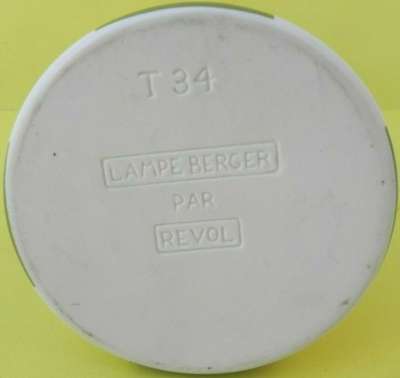 T 34
LAMPE BERGER
PAR
REVOL